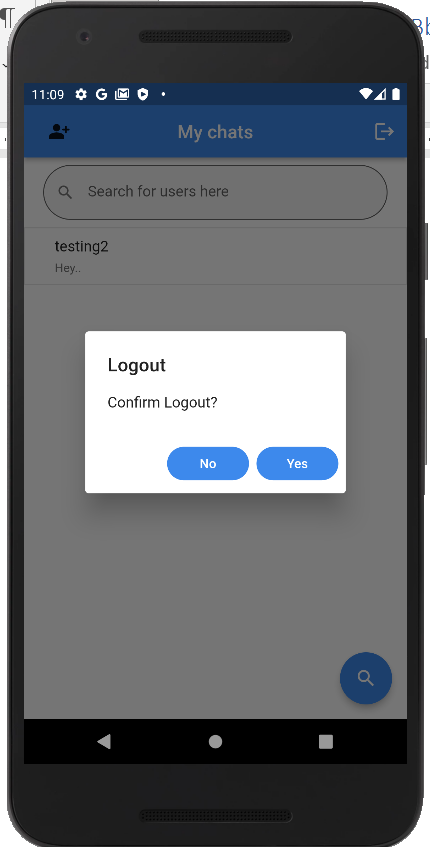 11:09
My chats
Search for users here
testing2
Hey..
Logout
Confirm Logout?
No Yes